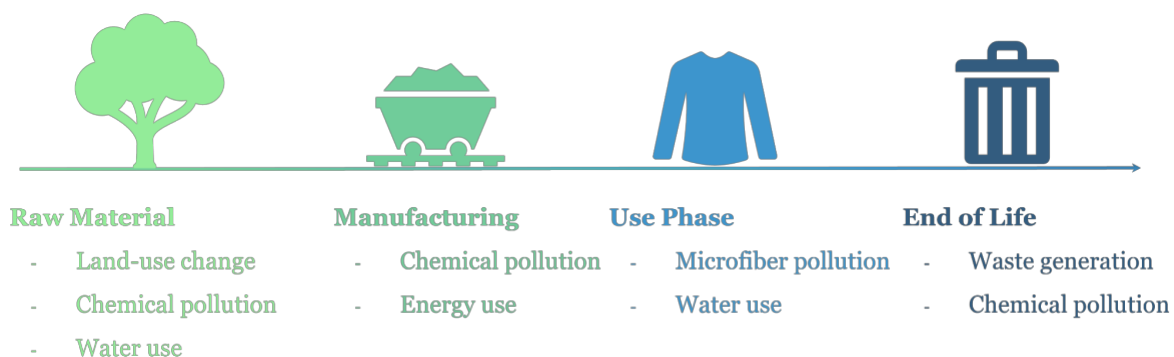 Raw Material
- Land-use change
- Chemical pollution
- Water use
Manufacturing
- Chemical pollution
- Energy use
Use Phase
- Microfiber pollution
- Water use
End of Life
- Waste generation
- Chemical pollution